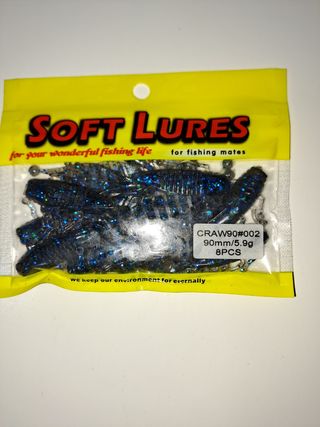 SOFT LURES
for your wonderful fishing life
for fishing mates
CRAW90#002
90mm/5.9g
8PCS
we keep our environment for eternally